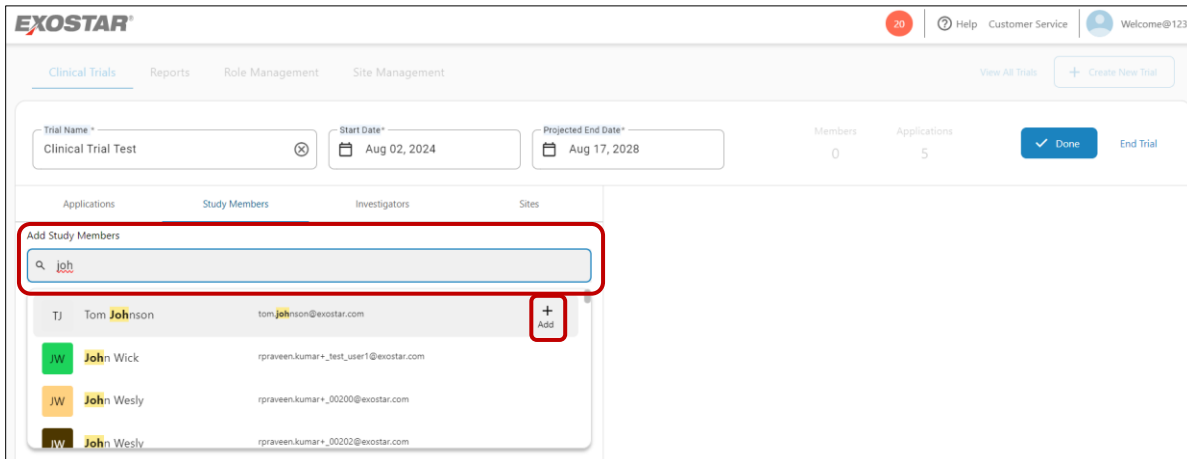 EXOSTAR®
20 Help Customer Service Welcome@123
Clinical Trials Reports Role Management Site Management View All Trials + Create New Trial
Trial Name * Start Date* Projected End Date* Members Applications
Clinical Trial Test Aug 02, 2024 Aug 17, 2028 0 5 Done End Trial
Applications Study Members Investigators Sites
Add Study Members
joh
TJ Tom Johnson tom.johnson@exostar.com + Add
JW John Wick rpraveen.kumar+_test_user1@exostar.com
JW John Wesly rpraveen.kumar+_00200@exostar.com
JW John Wesly rpraveen.kumar+_00202@exostar.com